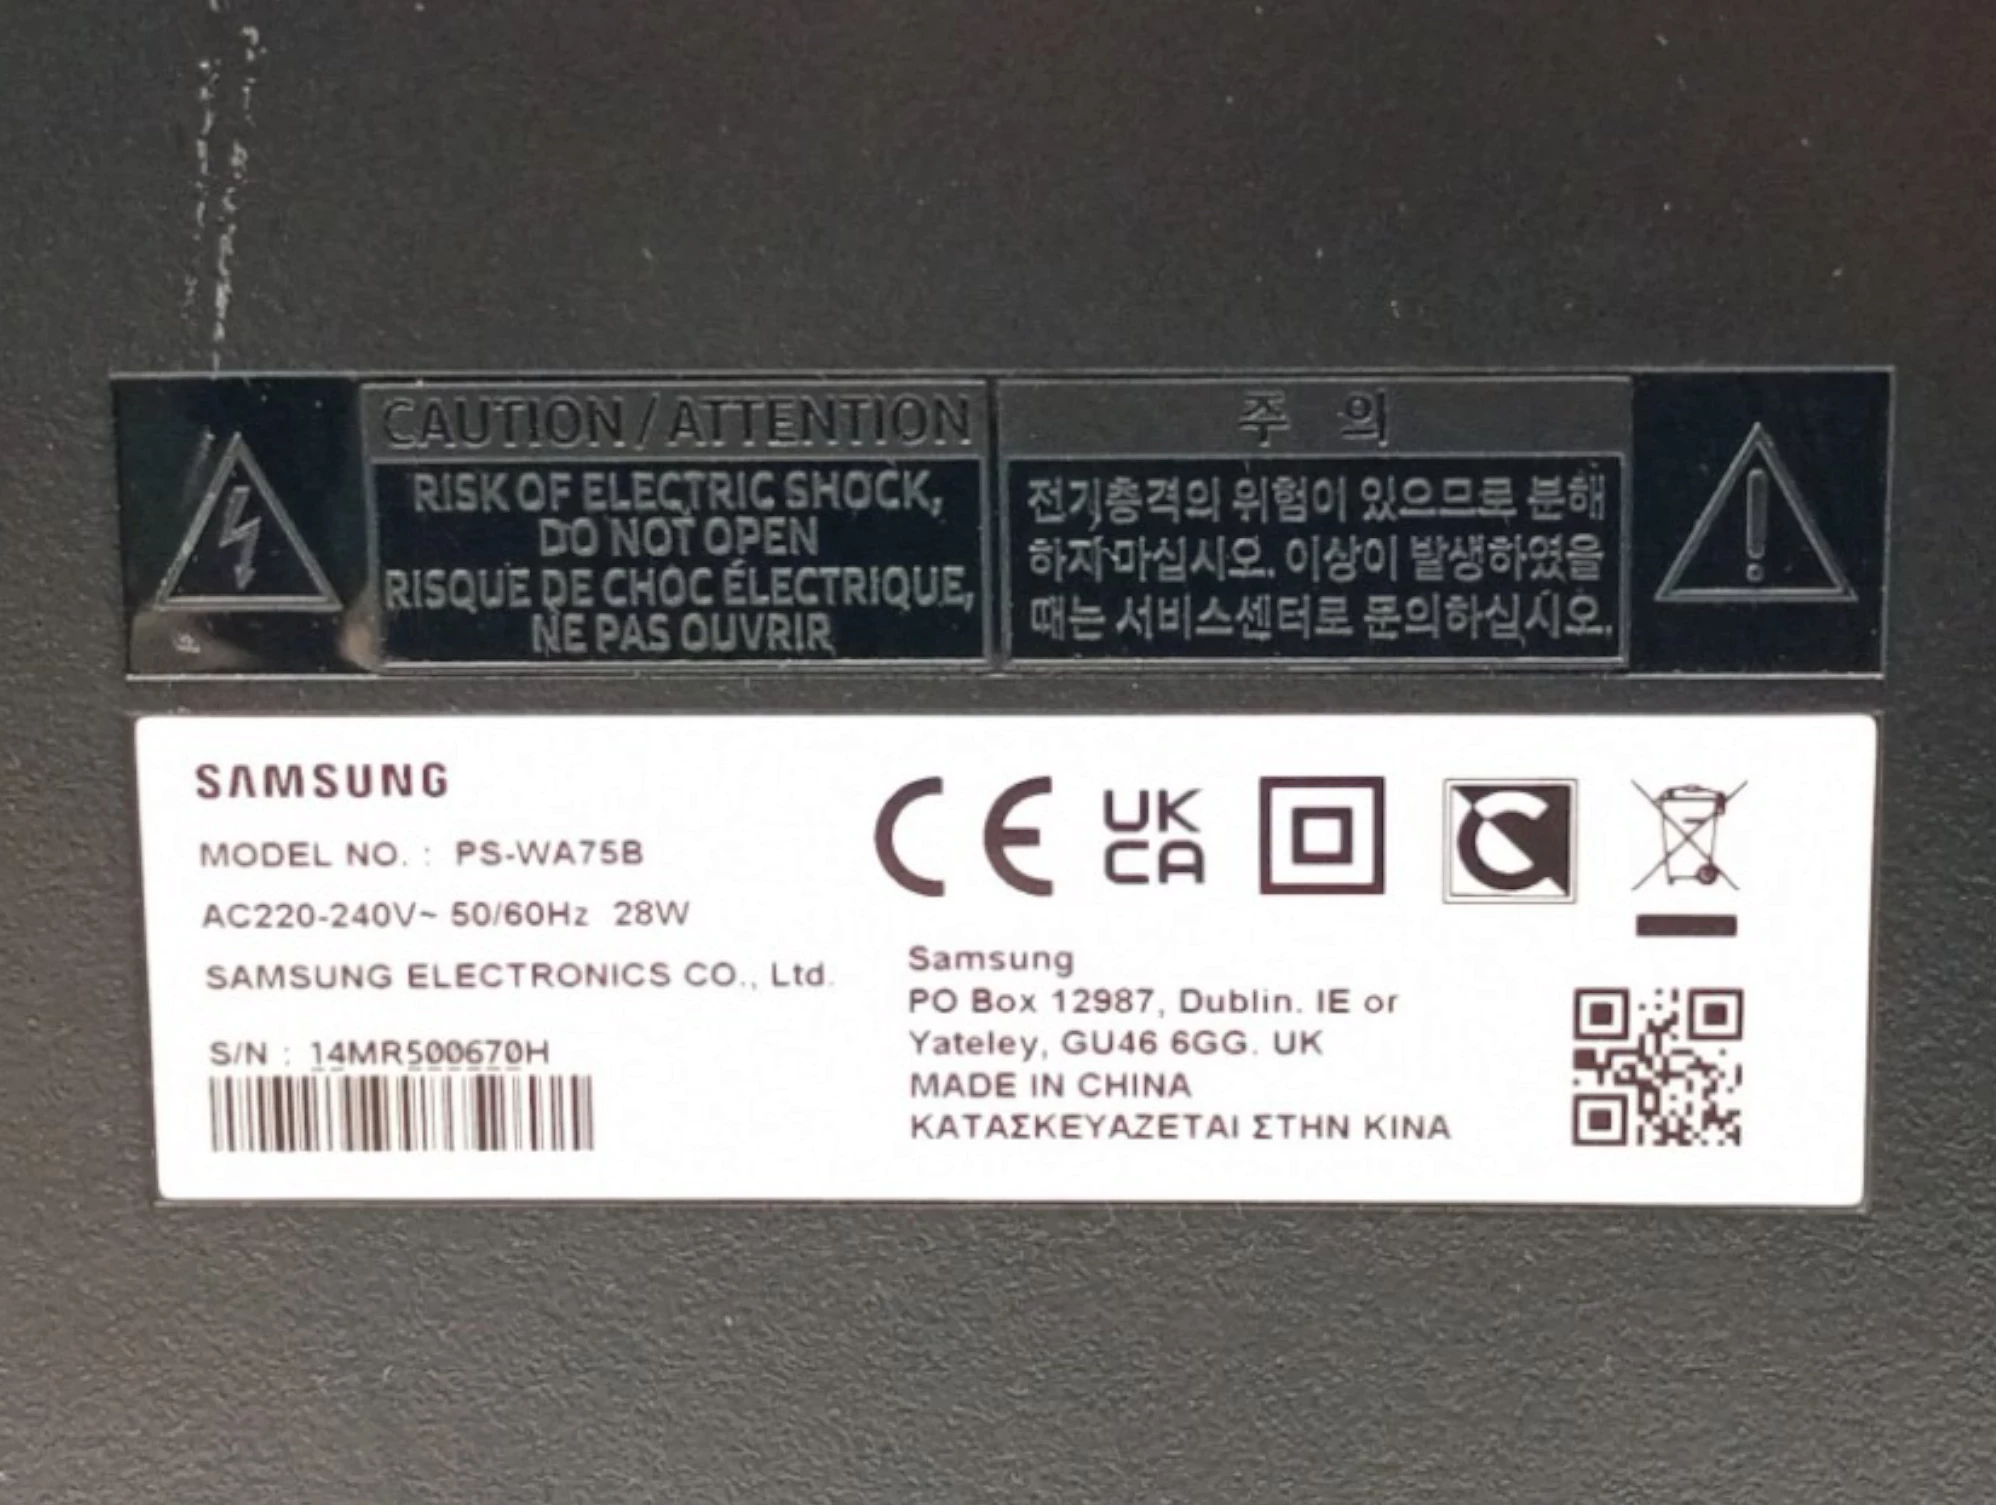 CAUTION / ATTENTION
RISK OF ELECTRIC SHOCK,
DO NOT OPEN
RISQUE DE CHOC ÉLECTRIQUE,
NE PAS OUVRIR
주 의
전기충격의 위험이 있으므로 분해
하지 마십시오. 이상이 발생하였을
때는 서비스센터로 문의하십시오.
SAMSUNG
MODEL NO. : PS-WA75B
AC220-240V~ 50/60Hz 28W
SAMSUNG ELECTRONICS CO., Ltd.
S/N : 14MR500670H
CE
UK
CA
Samsung
PO Box 12987, Dublin. IE or
Yateley, GU46 6GG. UK
MADE IN CHINA
ΚΑΤΑΣΚΕΥΑΖΕΤΑΙ ΣΤΗΝ ΚΙΝΑ